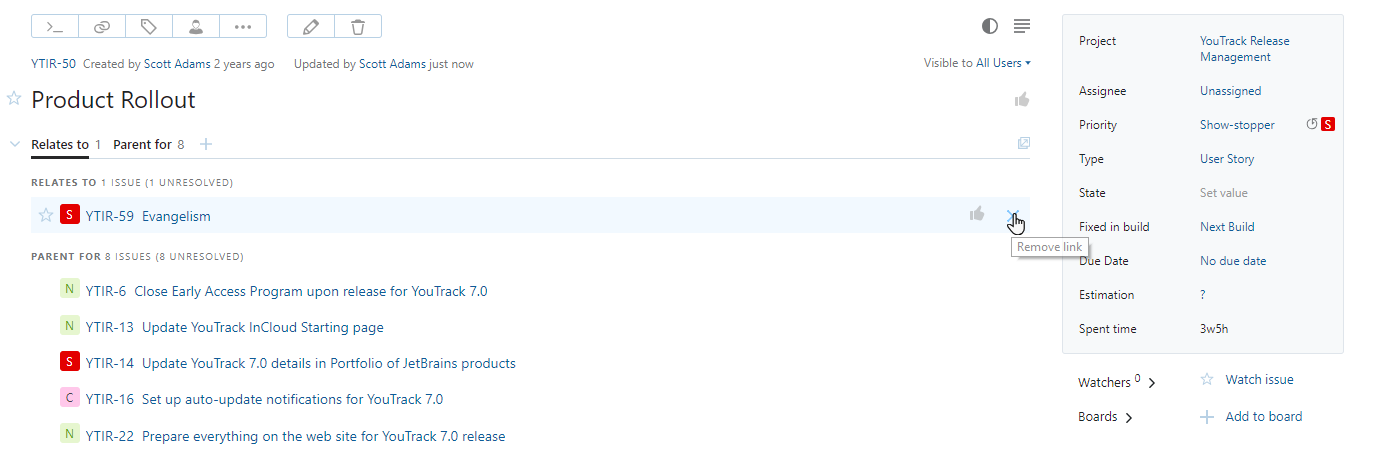 YTIR-50 Created by Scott Adams 2 years ago Updated by Scott Adams just now
Visible to All Users
Product Rollout
Relates to 1 Parent for 8
RELATES TO 1 ISSUE (1 UNRESOLVED)
S YTIR-59 Evangelism
Remove link
PARENT FOR 8 ISSUES (8 UNRESOLVED)
N YTIR-6 Close Early Access Program upon release for YouTrack 7.0
N YTIR-13 Update YouTrack InCloud Starting page
S YTIR-14 Update YouTrack 7.0 details in Portfolio of JetBrains products
C YTIR-16 Set up auto-update notifications for YouTrack 7.0
N YTIR-22 Prepare everything on the web site for YouTrack 7.0 release
Project YouTrack Release
Management
Assignee Unassigned
Priority Show-stopper S
Type User Story
State Set value
Fixed in build Next Build
Due Date No due date
Estimation ?
Spent time 3w5h
Watchers 0 Watch issue
Boards Add to board